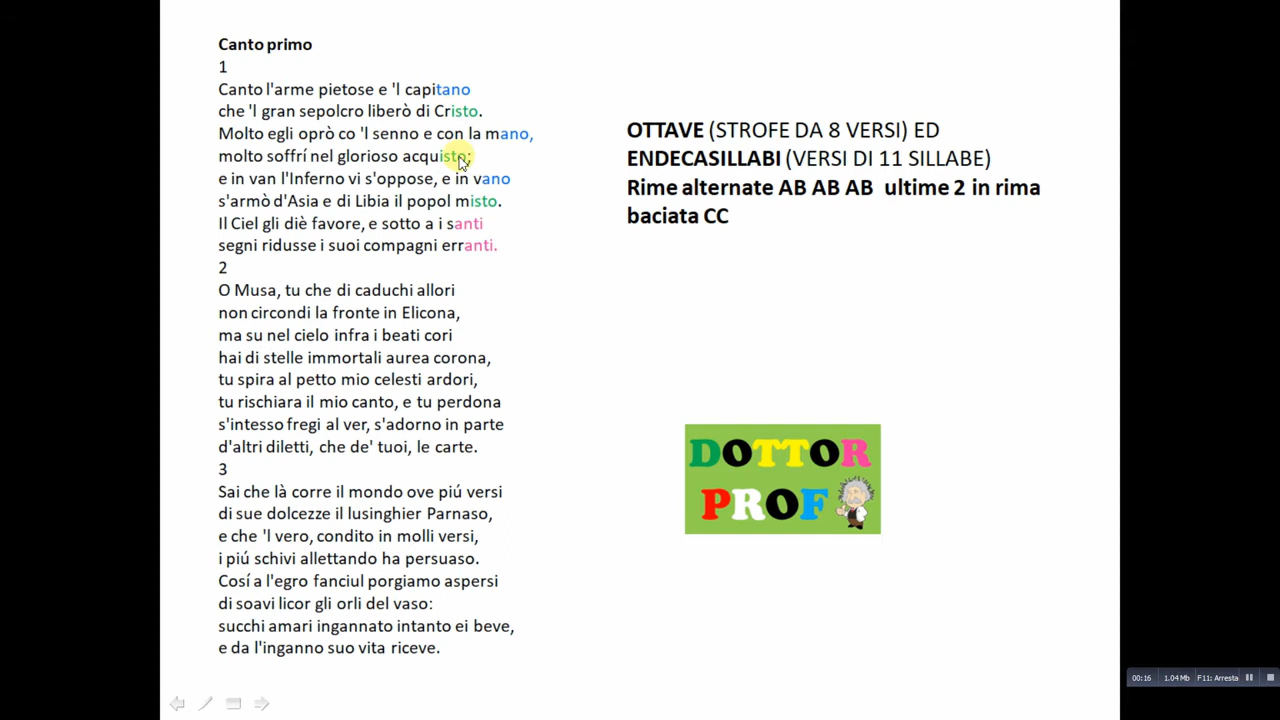 Canto primo
1
Canto l'arme pietose e 'l capitano
che 'l gran sepolcro liberò di Cristo.
Molto egli oprò co 'l senno e con la mano,
molto soffrí nel glorioso acquisto;
e in van l'Inferno vi s'oppose, e in vano
s'armò d'Asia e di Libia il popol misto.
Il Ciel gli diè favore, e sotto a i santi
segni ridusse i suoi compagni erranti.
2
O Musa, tu che di caduchi allori
non circondi la fronte in Elicona,
ma su nel cielo infra i beati cori
hai di stelle immortali aurea corona,
tu spira al petto mio celesti ardori,
tu rischiara il mio canto, e tu perdona
s'intesso fregi al ver, s'adorno in parte
d'altri diletti, che de' tuoi, le carte.
3
Sai che là corre il mondo ove piú versi
di sue dolcezze il lusinghier Parnaso,
e che 'l vero, condito in molli versi,
i piú schivi allettando ha persuaso.
Cosí a l'egro fanciul porgiamo aspersi
di soavi licor gli orli del vaso:
succhi amari ingannato intanto ei beve,
e da l'inganno suo vita riceve.
OTTAVE (STROFE DA 8 VERSI) ED
ENDECASILLABI (VERSI DI 11 SILLABE)
Rime alternate AB AB AB ultime 2 in rima
baciata CC
DOTTOR
PROF
00:16 1.04 Mb F11: Arresta